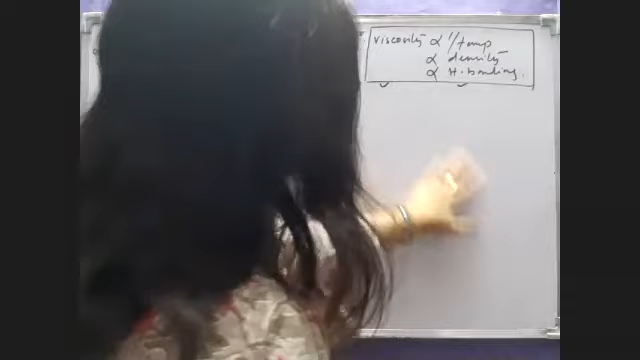 viscosity α 1/temp
α density
α H-bonding.